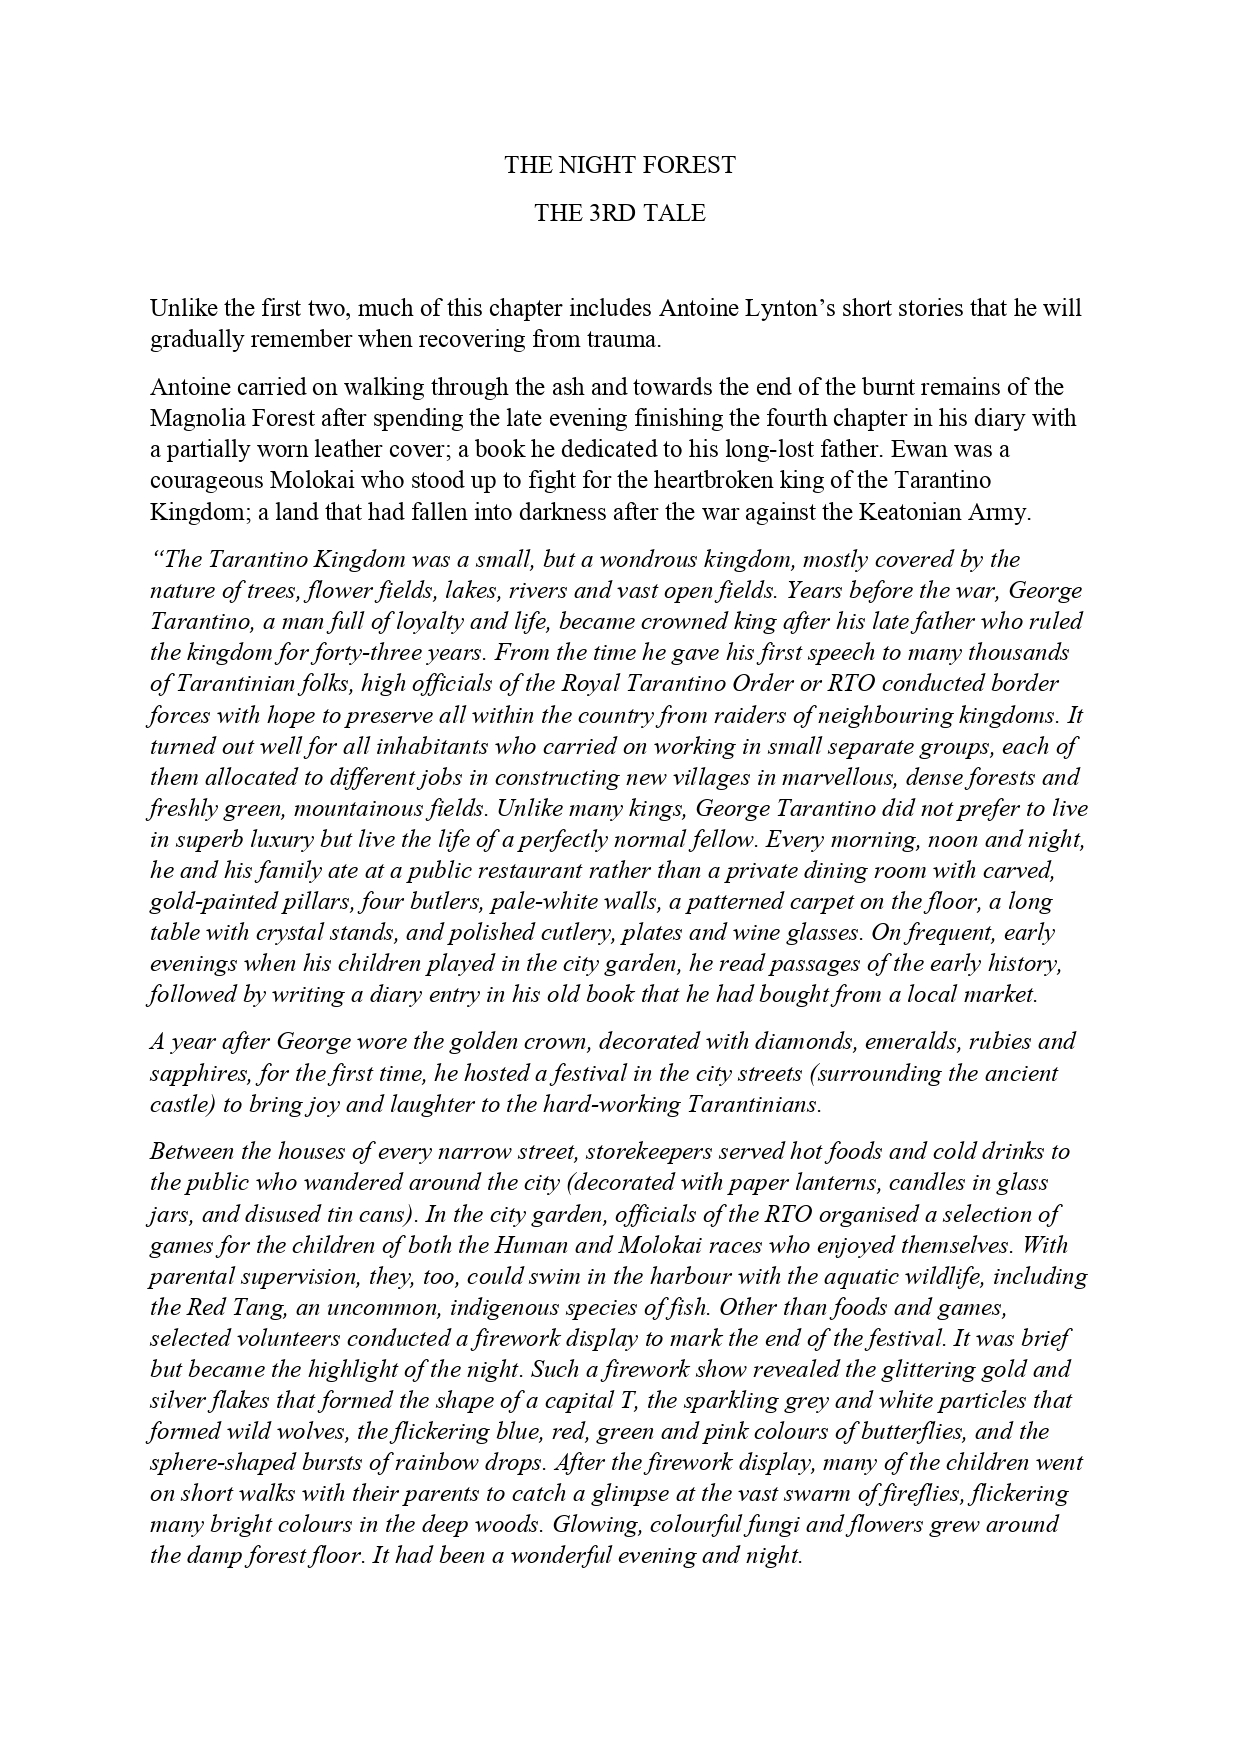 THE NIGHT FOREST
THE 3RD TALE
Unlike the first two, much of this chapter includes Antoine Lynton’s short stories that he will
gradually remember when recovering from trauma.
Antoine carried on walking through the ash and towards the end of the burnt remains of the
Magnolia Forest after spending the late evening finishing the fourth chapter in his diary with
a partially worn leather cover; a book he dedicated to his long-lost father. Ewan was a
courageous Molokai who stood up to fight for the heartbroken king of the Tarantino
Kingdom; a land that had fallen into darkness after the war against the Keatonian Army.
“The Tarantino Kingdom was a small, but a wondrous kingdom, mostly covered by the
nature of trees, flower fields, lakes, rivers and vast open fields. Years before the war, George
Tarantino, a man full of loyalty and life, became crowned king after his late father who ruled
the kingdom for forty-three years. From the time he gave his first speech to many thousands
of Tarantinian folks, high officials of the Royal Tarantino Order or RTO conducted border
forces with hope to preserve all within the country from raiders of neighbouring kingdoms. It
turned out well for all inhabitants who carried on working in small separate groups, each of
them allocated to different jobs in constructing new villages in marvellous, dense forests and
freshly green, mountainous fields. Unlike many kings, George Tarantino did not prefer to live
in superb luxury but live the life of a perfectly normal fellow. Every morning, noon and night,
he and his family ate at a public restaurant rather than a private dining room with carved,
gold-painted pillars, four butlers, pale-white walls, a patterned carpet on the floor, a long
table with crystal stands, and polished cutlery, plates and wine glasses. On frequent, early
evenings when his children played in the city garden, he read passages of the early history,
followed by writing a diary entry in his old book that he had bought from a local market.
A year after George wore the golden crown, decorated with diamonds, emeralds, rubies and
sapphires, for the first time, he hosted a festival in the city streets (surrounding the ancient
castle) to bring joy and laughter to the hard-working Tarantinians.
Between the houses of every narrow street, storekeepers served hot foods and cold drinks to
the public who wandered around the city (decorated with paper lanterns, candles in glass
jars, and disused tin cans). In the city garden, officials of the RTO organised a selection of
games for the children of both the Human and Molokai races who enjoyed themselves. With
parental supervision, they, too, could swim in the harbour with the aquatic wildlife, including
the Red Tang, an uncommon, indigenous species of fish. Other than foods and games,
selected volunteers conducted a firework display to mark the end of the festival. It was brief
but became the highlight of the night. Such a firework show revealed the glittering gold and
silver flakes that formed the shape of a capital T, the sparkling grey and white particles that
formed wild wolves, the flickering blue, red, green and pink colours of butterflies, and the
sphere-shaped bursts of rainbow drops. After the firework display, many of the children went
on short walks with their parents to catch a glimpse at the vast swarm of fireflies, flickering
many bright colours in the deep woods. Glowing, colourful fungi and flowers grew around
the damp forest floor. It had been a wonderful evening and night.